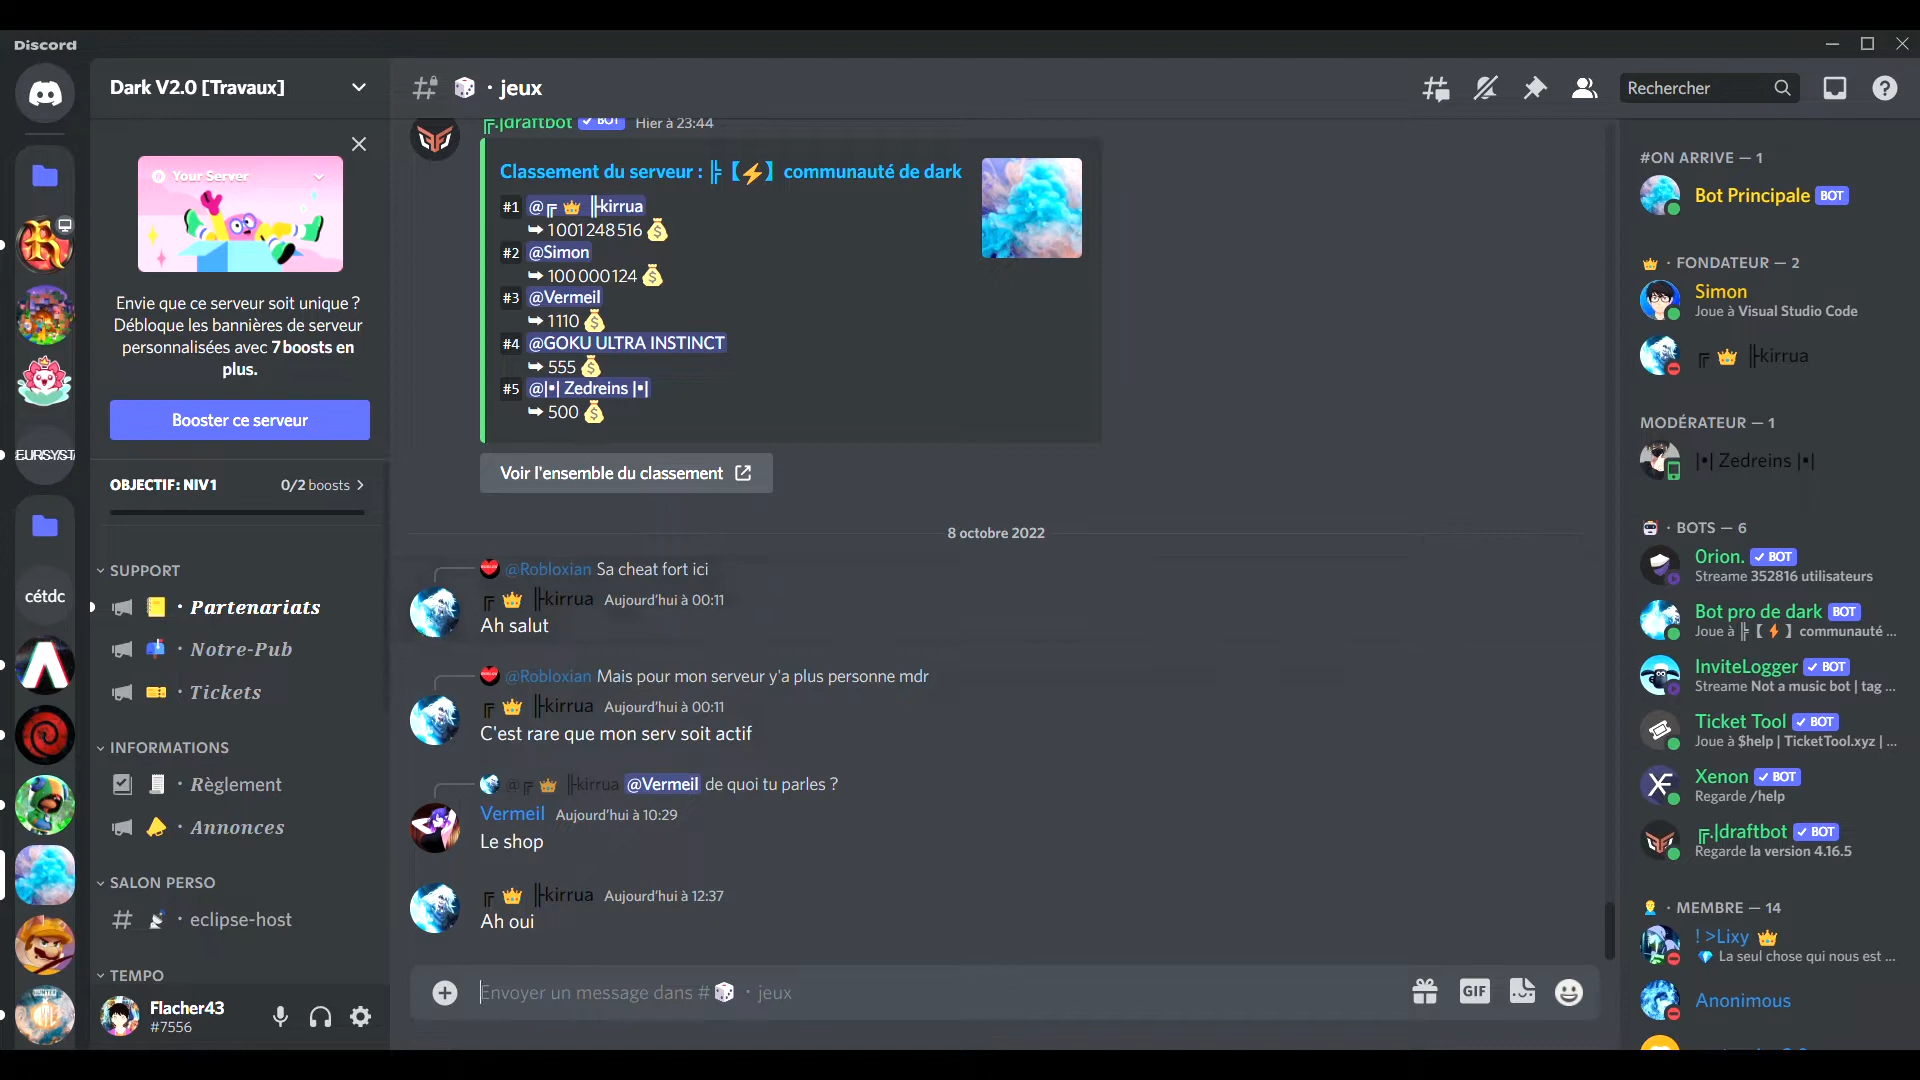 Discord
Dark V2.0 [Travaux]
Your Server
Envie que ce serveur soit unique ?
Débloque les bannières de serveur
personnalisées avec 7 boosts en
plus.
Booster ce serveur
OBJECTIF: NIV 1
0/2 boosts
SUPPORT
· Partenariats
· Notre-Pub
· Tickets
INFORMATIONS
· Règlement
· Annonces
SALON PERSO
· eclipse-host
TEMPO
Flacher43
#7556
cétdc
· jeux
Rechercher
╔.|draftbot BOT Hier à 23:44
Classement du serveur : ╠【⚡】communauté de dark
#1 @╔ 👑 ╠kirrua
➥ 1 001 248 516 💰
#2 @Simon
➥ 100 000 124 💰
#3 @Vermeil
➥ 1 110 💰
#4 @GOKU ULTRA INSTINCT
➥ 555 💰
#5 @|•| Zedreins |•|
➥ 500 💰
Voir l'ensemble du classement
8 octobre 2022
@Robloxian Sa cheat fort ici
╔ 👑 ╠kirrua Aujourd'hui à 00:11
Ah salut
@Robloxian Mais pour mon serveur y'a plus personne mdr
╔ 👑 ╠kirrua Aujourd'hui à 00:11
C'est rare que mon serv soit actif
@╔ 👑 ╠kirrua @Vermeil de quoi tu parles ?
Vermeil Aujourd'hui à 10:29
Le shop
╔ 👑 ╠kirrua Aujourd'hui à 12:37
Ah oui
Envoyer un message dans #🎲 · jeux
GIF
#ON ARRIVE — 1
Bot Principale BOT
👑 · FONDATEUR — 2
Simon
Joue à Visual Studio Code
╔ 👑 ╠kirrua
MODÉRATEUR — 1
|•| Zedreins |•|
· BOTS — 6
Orion. BOT
Streame 352816 utilisateurs
Bot pro de dark BOT
Joue à ╠【⚡】communauté ...
InviteLogger BOT
Streame Not a music bot | tag ...
Ticket Tool BOT
Joue à $help | TicketTool.xyz | ...
Xenon BOT
Regarde /help
╔.|draftbot BOT
Regarde la version 4.16.5
· MEMBRE — 14
! >Lixy 👑
💎 La seul chose qui nous est ...
Anonimous